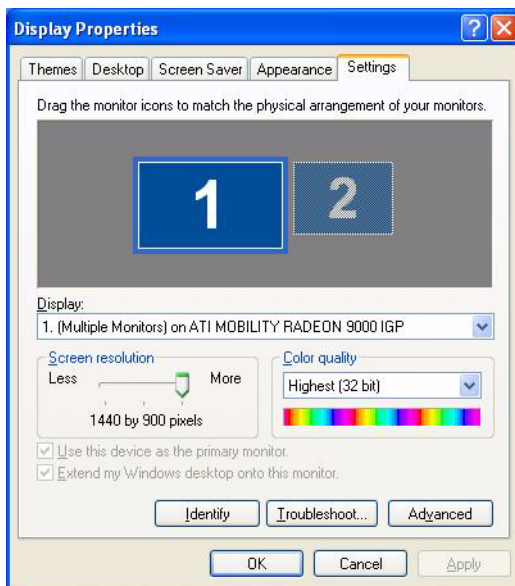 Display Properties
Themes Desktop Screen Saver Appearance Settings
Drag the monitor icons to match the physical arrangement of your monitors.
1 2
Display:
1. (Multiple Monitors) on ATI MOBILITY RADEON 9000 IGP
Screen resolution Color quality
Less More Highest (32 bit)
1440 by 900 pixels
Use this device as the primary monitor.
Extend my Windows desktop onto this monitor.
Identify Troubleshoot... Advanced
OK Cancel Apply